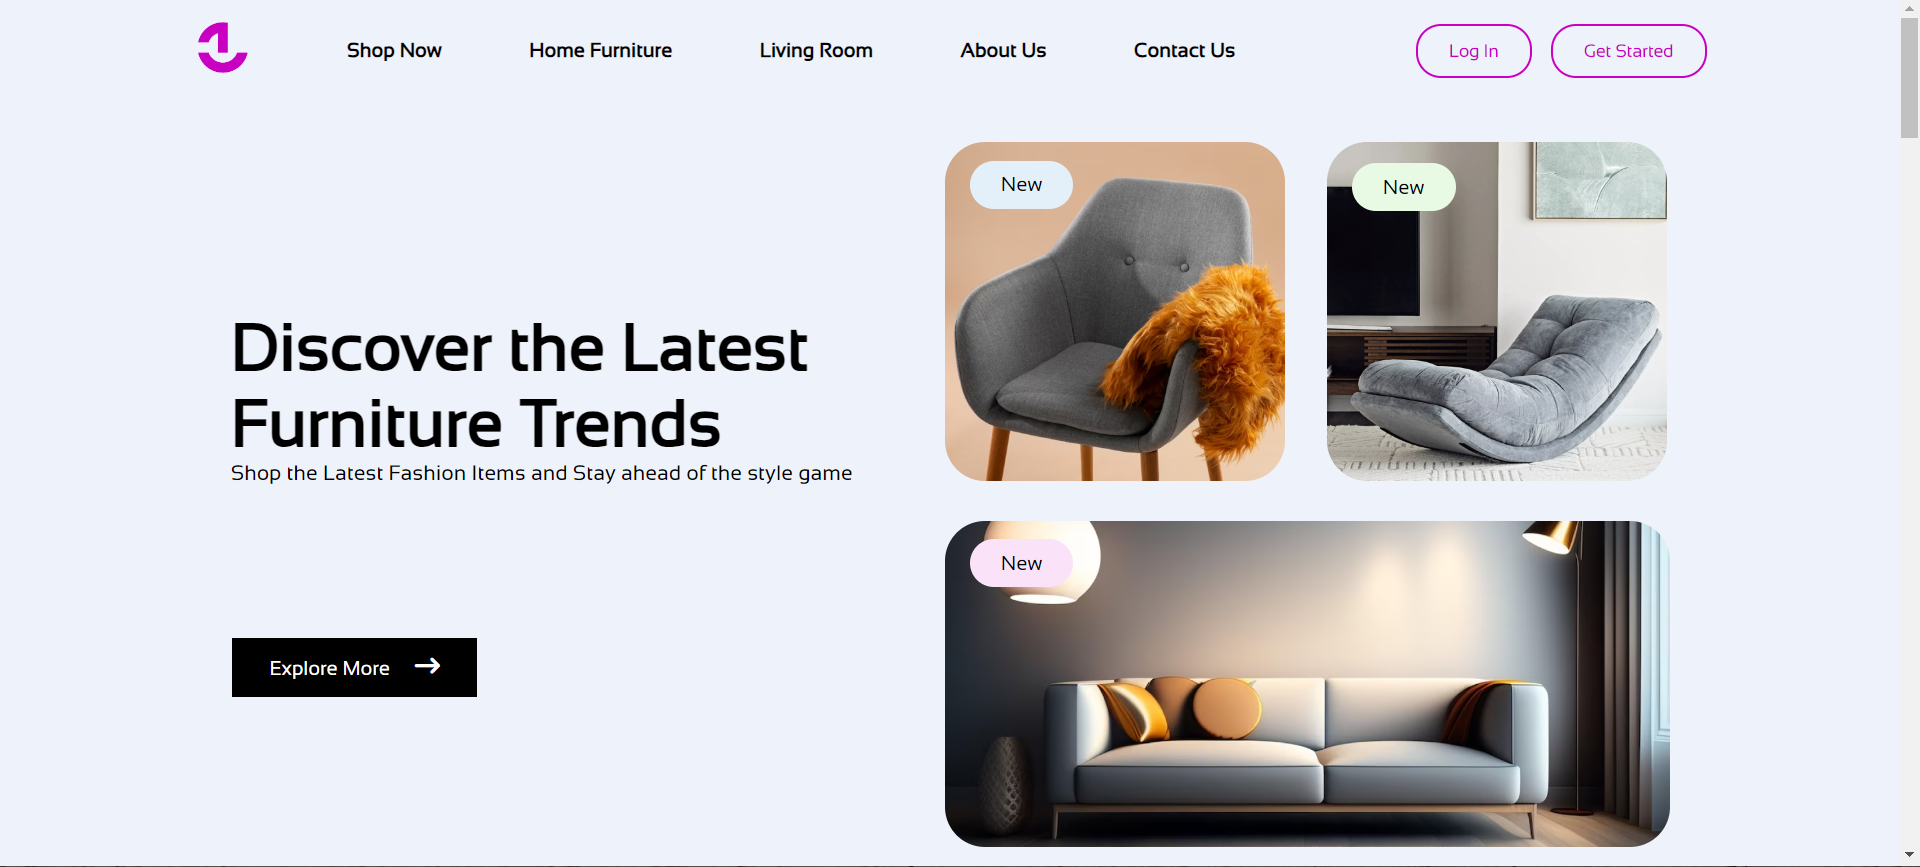 Shop Now
Home Furniture
Living Room
About Us
Contact Us
Log In
Get Started
Discover the Latest
Furniture Trends
Shop the Latest Fashion Items and Stay ahead of the style game
Explore More
New
New
New